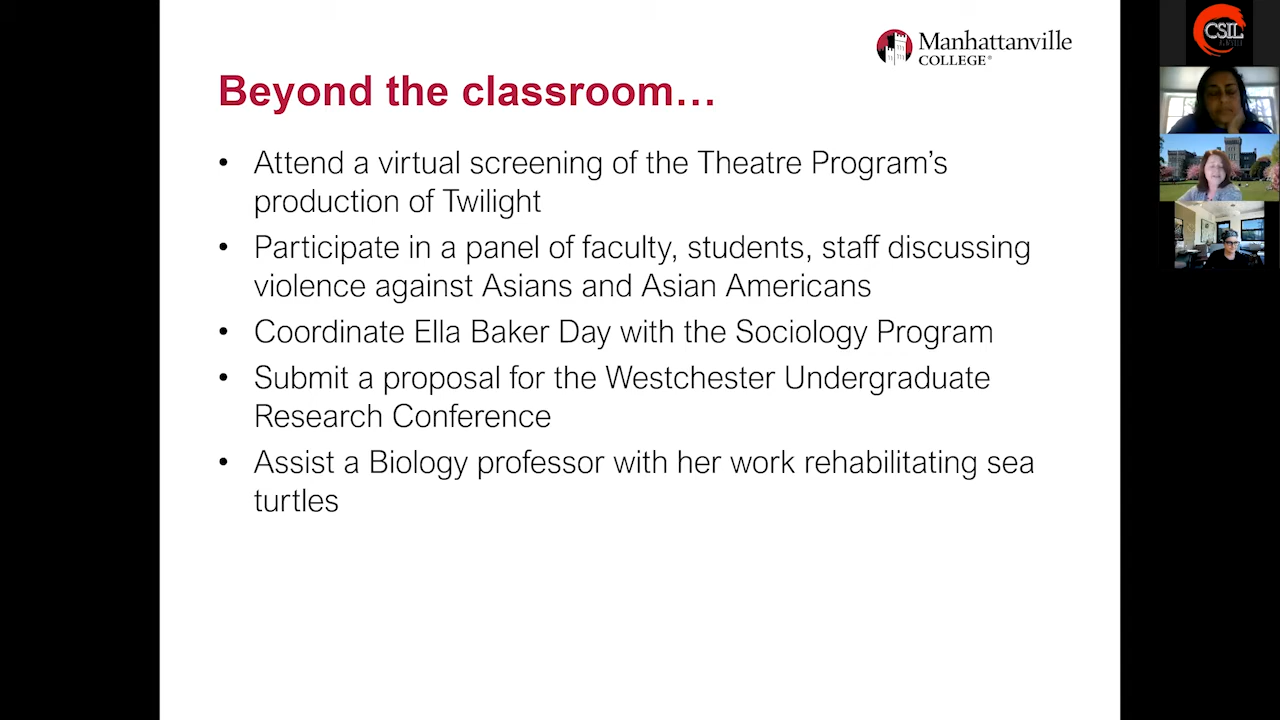 Manhattanville
COLLEGE®
Beyond the classroom…
• Attend a virtual screening of the Theatre Program’s
production of Twilight
• Participate in a panel of faculty, students, staff discussing
violence against Asians and Asian Americans
• Coordinate Ella Baker Day with the Sociology Program
• Submit a proposal for the Westchester Undergraduate
Research Conference
• Assist a Biology professor with her work rehabilitating sea
turtles
CSIL